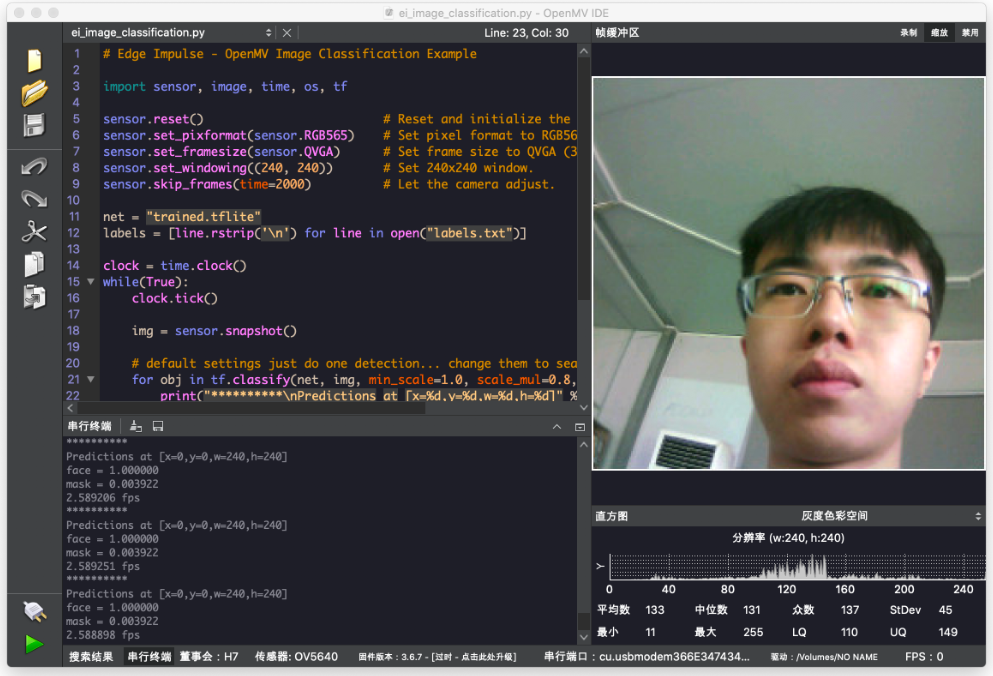 ei_image_classification.py - OpenMV IDE
ei_image_classification.py
Line: 23, Col: 30
帧缓冲区
录制 缩放 禁用
1 # Edge Impulse - OpenMV Image Classification Example
2
3 import sensor, image, time, os, tf
4
5 sensor.reset() # Reset and initialize the
6 sensor.set_pixformat(sensor.RGB565) # Set pixel format to RGB56
7 sensor.set_framesize(sensor.QVGA) # Set frame size to QVGA (3
8 sensor.set_windowing((240, 240)) # Set 240x240 window.
9 sensor.skip_frames(time=2000) # Let the camera adjust.
10
11 net = "trained.tflite"
12 labels = [line.rstrip('\n') for line in open("labels.txt")]
13
14 clock = time.clock()
15 while(True):
16 clock.tick()
17
18 img = sensor.snapshot()
19
20 # default settings just do one detection... change them to sea
21 for obj in tf.classify(net, img, min_scale=1.0, scale_mul=0.8,
22 print("**********\nPredictions at [x=%d,y=%d,w=%d,h=%d]" %
串行终端
**********
Predictions at [x=0,y=0,w=240,h=240]
face = 1.000000
mask = 0.003922
2.589206 fps
**********
Predictions at [x=0,y=0,w=240,h=240]
face = 1.000000
mask = 0.003922
2.589251 fps
**********
Predictions at [x=0,y=0,w=240,h=240]
face = 1.000000
mask = 0.003922
2.588898 fps
直方图 灰度色彩空间
分辨率 (w:240, h:240)
Y
0 40 80 120 160 200 240
平均数 133 中位数 131 众数 137 StDev 45
最小 11 最大 255 LQ 110 UQ 149
搜索结果 串行终端 董事会：H7 传感器: OV5640 固件版本：3.6.7 - [过时 - 点击此处升级] 串行端口：cu.usbmodem366E347434... 驱动：/Volumes/NO NAME FPS：0